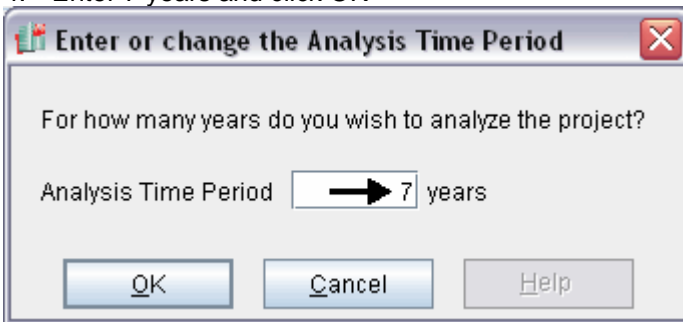 Enter or change the Analysis Time Period
For how many years do you wish to analyze the project?
Analysis Time Period 7 years
OK Cancel Help